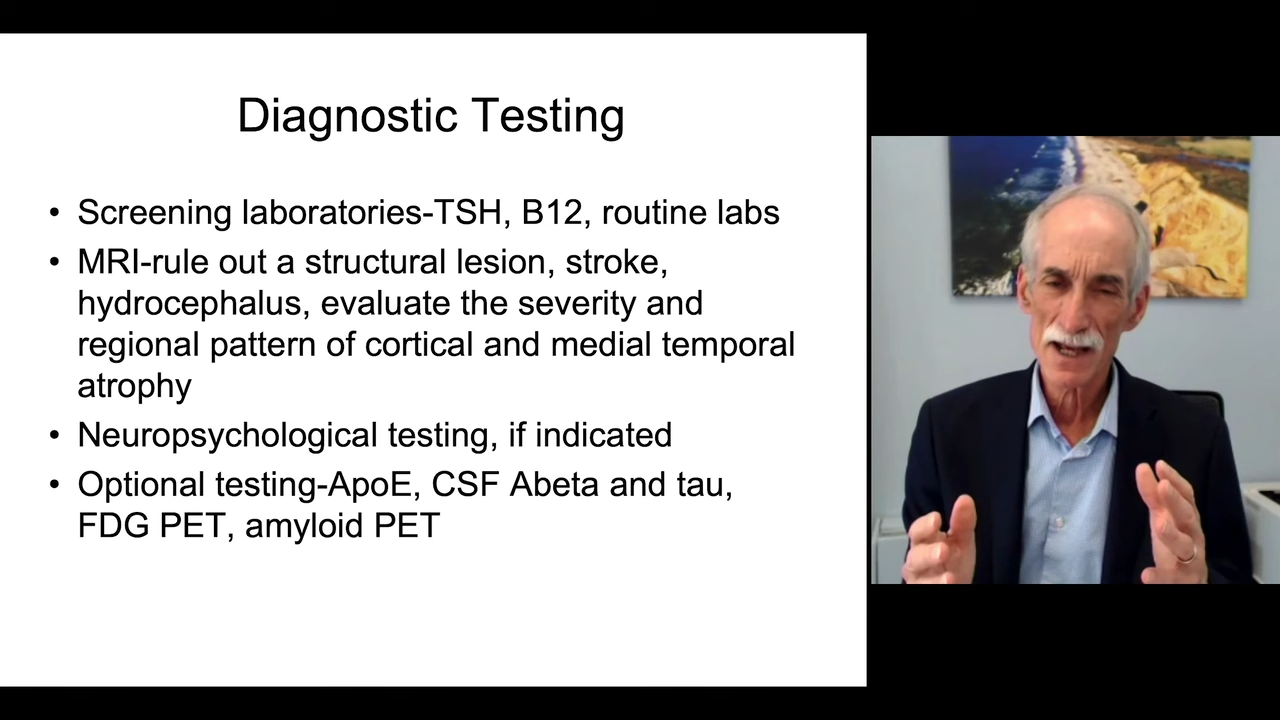 Diagnostic Testing
• Screening laboratories-TSH, B12, routine labs
• MRI-rule out a structural lesion, stroke,
hydrocephalus, evaluate the severity and
regional pattern of cortical and medial temporal
atrophy
• Neuropsychological testing, if indicated
• Optional testing-ApoE, CSF Abeta and tau,
FDG PET, amyloid PET